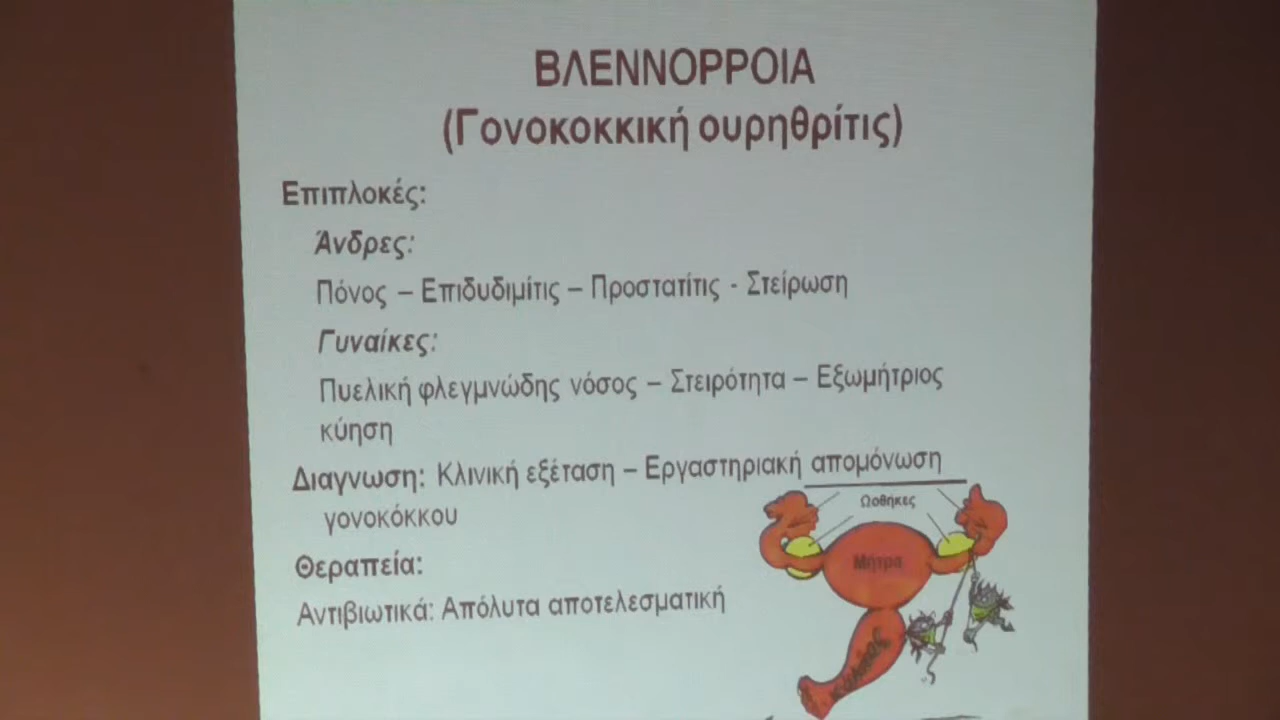 ΒΛΕΝΝΟΡΡΟΙΑ
(Γονοκοκκική ουρηθρίτις)
Επιπλοκές:
Άνδρες:
Πόνος – Επιδυδιμίτις – Προστατίτις - Στείρωση
Γυναίκες:
Πυελική φλεγμνώδης νόσος – Στειρότητα – Εξωμήτριος
κύηση
Διαγνωση: Κλινική εξέταση – Εργαστηριακή απομόνωση
γονοκόκκου
Ωοθήκες
Μήτρα
Θεραπεία:
Αντιβιωτικά: Απόλυτα αποτελεσματική
Κόλπος